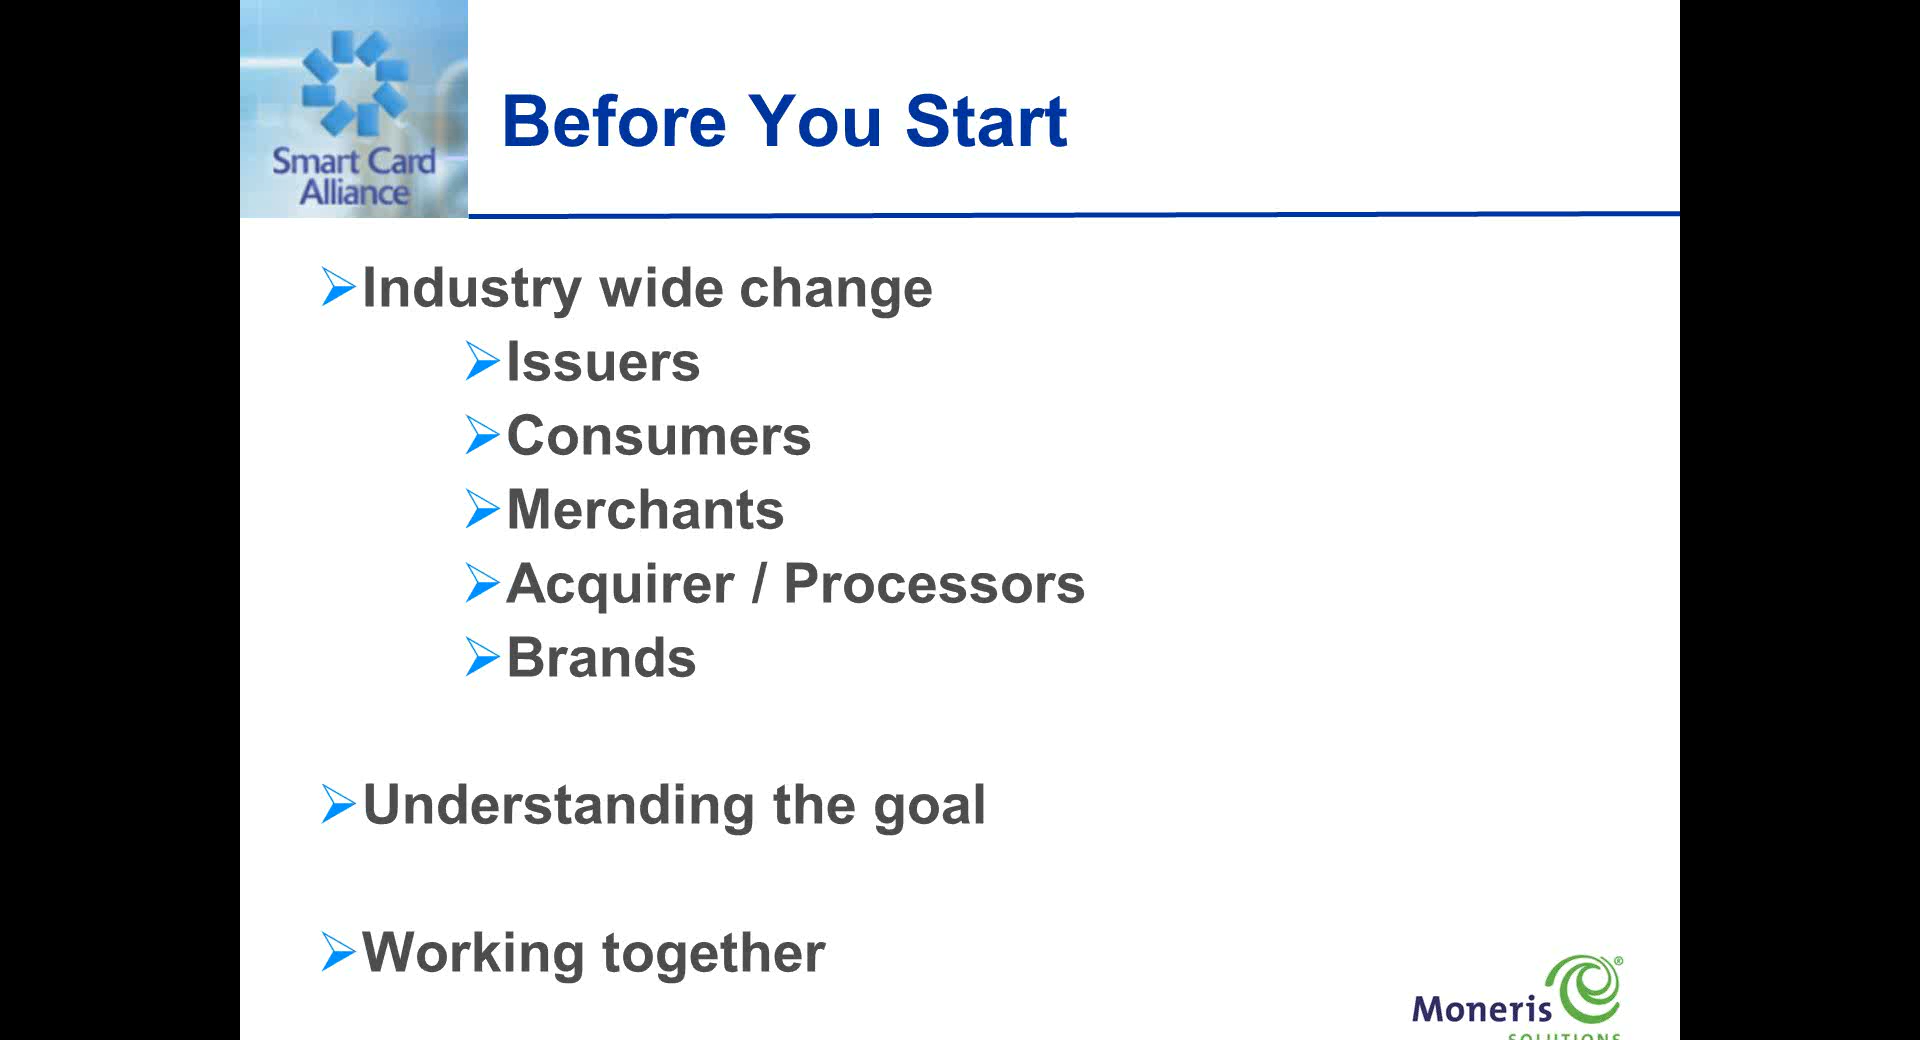 Smart Card
Alliance
Before You Start
Industry wide change
Issuers
Consumers
Merchants
Acquirer / Processors
Brands
Understanding the goal
Working together
Moneris®
SOLUTIONS